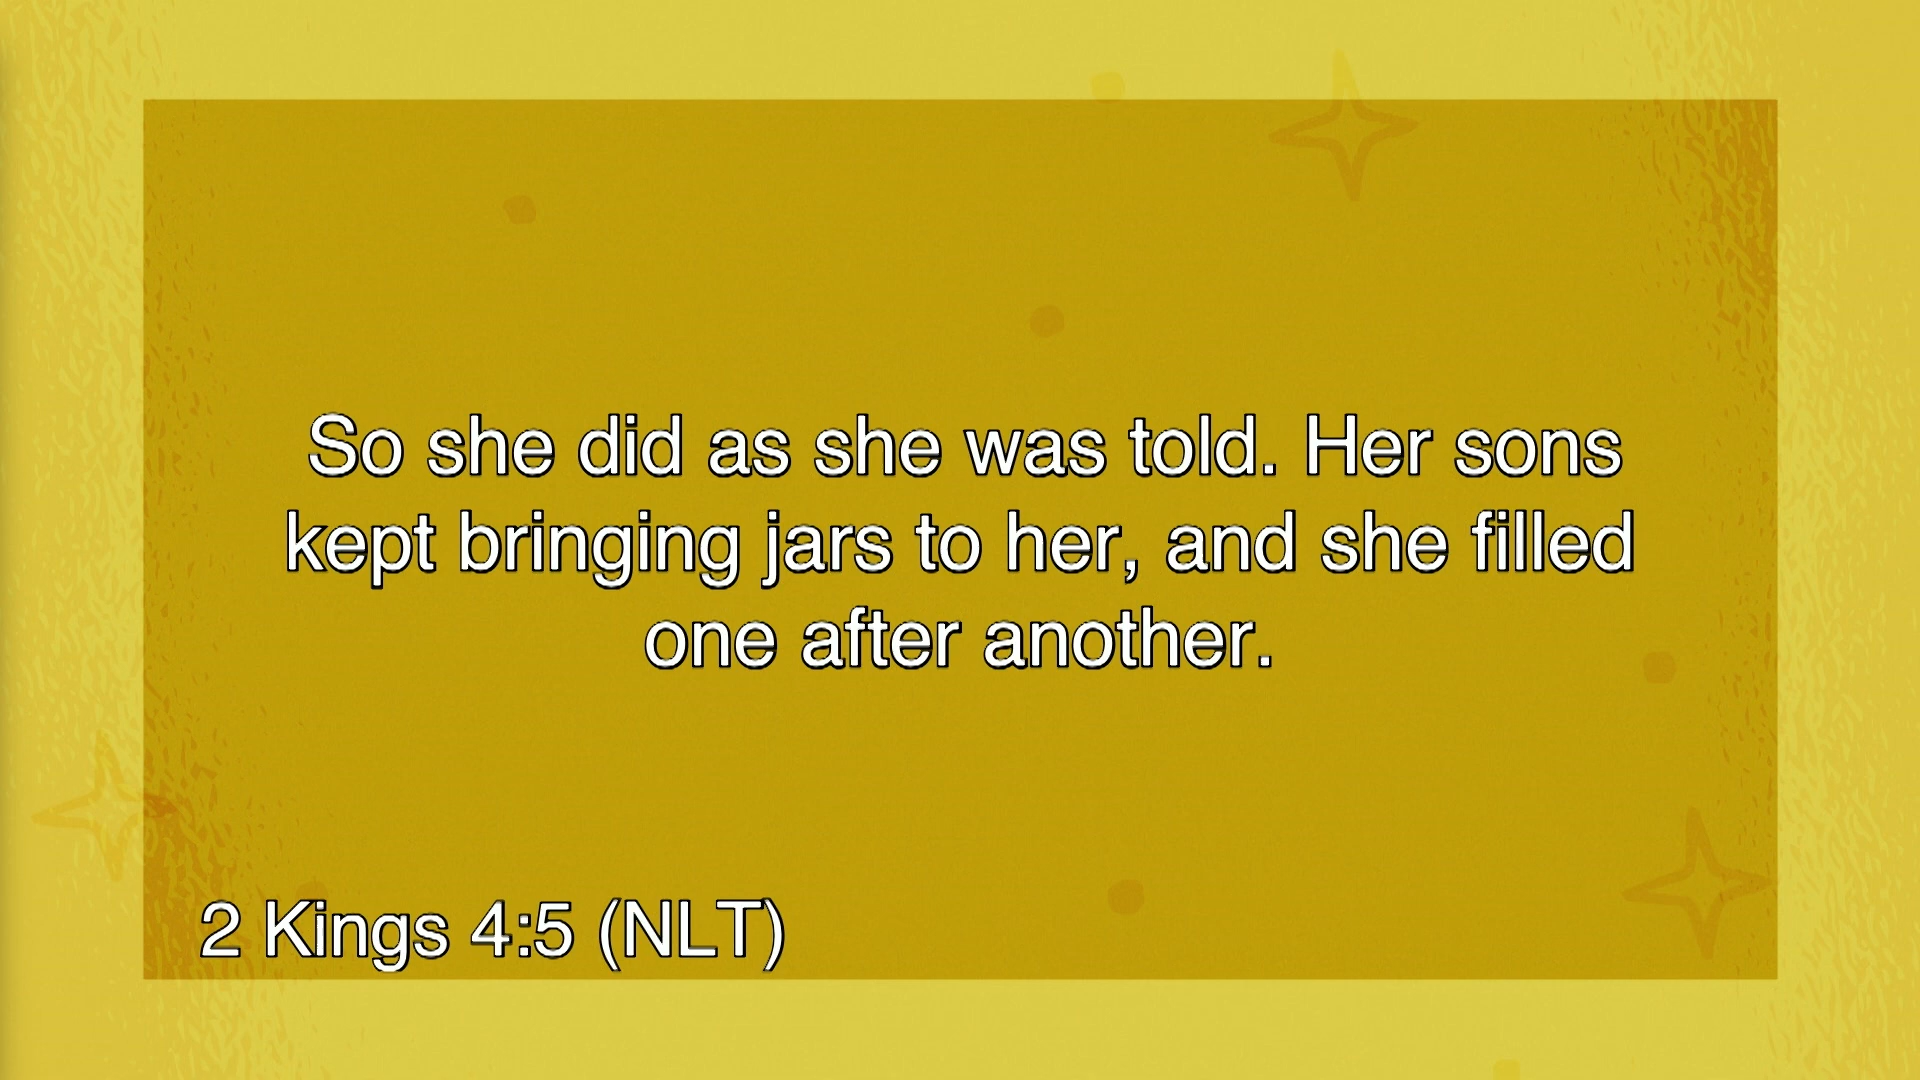 So she did as she was told. Her sons
kept bringing jars to her, and she filled
one after another.
2 Kings 4:5 (NLT)